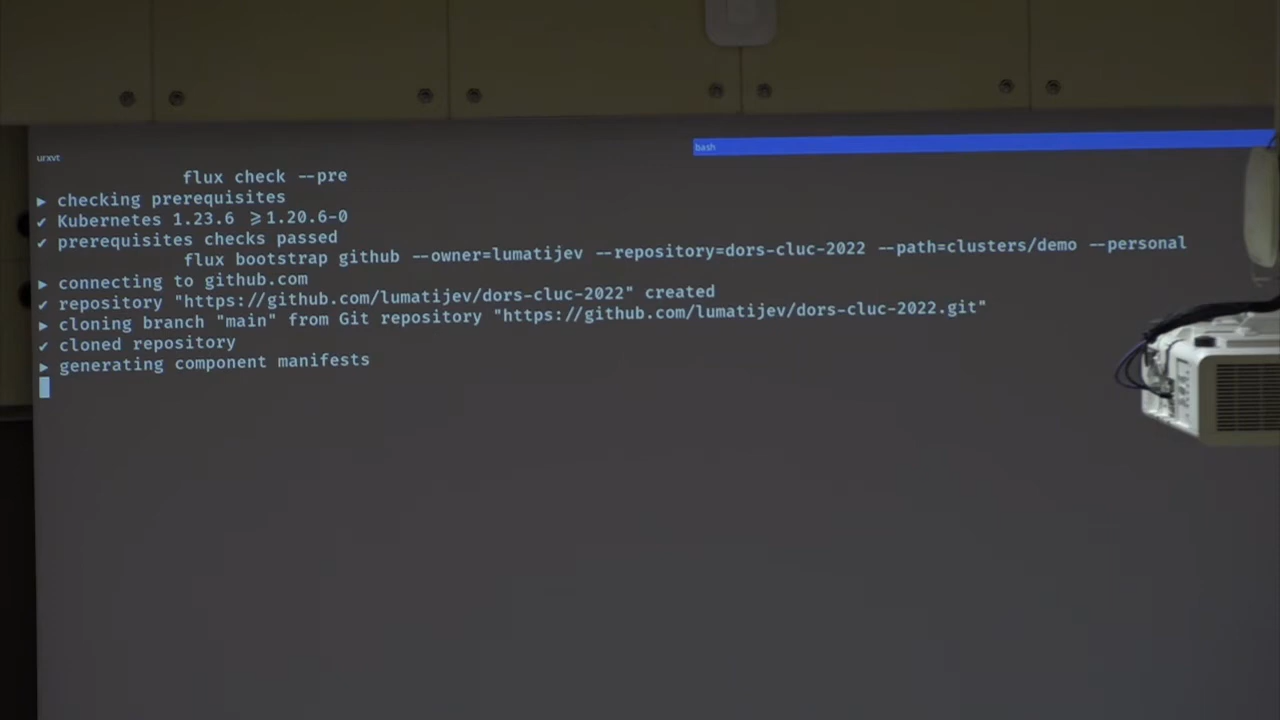 urxvt
bash
flux check --pre
► checking prerequisites
✔ Kubernetes 1.23.6 ≥1.20.6-0
✔ prerequisites checks passed
flux bootstrap github --owner=lumatijev --repository=dors-cluc-2022 --path=clusters/demo --personal
► connecting to github.com
✔ repository "https://github.com/lumatijev/dors-cluc-2022" created
► cloning branch "main" from Git repository "https://github.com/lumatijev/dors-cluc-2022.git"
✔ cloned repository
► generating component manifests